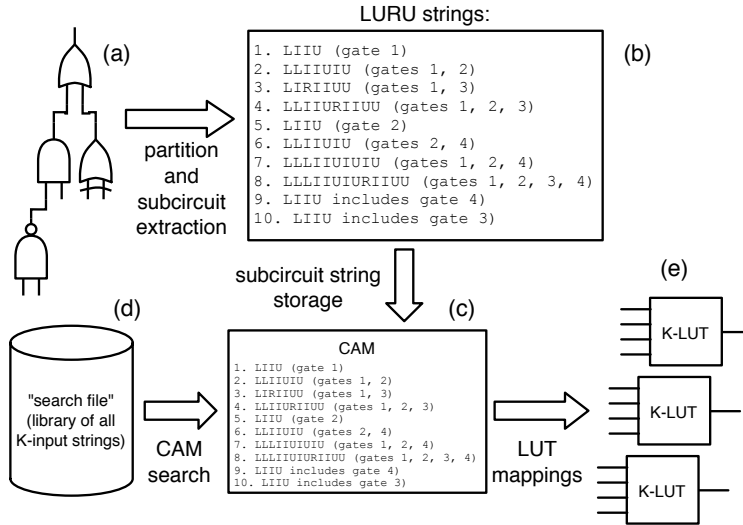 LURU strings:
(a)
(b)
1. LIIU (gate 1)
2. LLIIUIU (gates 1, 2)
3. LIRIIUU (gates 1, 3)
4. LLIIURIIUU (gates 1, 2, 3)
5. LIIU (gate 2)
6. LLIIUIU (gates 2, 4)
7. LLLIIUIUIU (gates 1, 2, 4)
8. LLLIIUIURIIUU (gates 1, 2, 3, 4)
9. LIIU includes gate 4)
10. LIIU includes gate 3)
partition
and
subcircuit
extraction
subcircuit string
storage
(c)
(d)
(e)
"search file"
(library of all
K-input strings)
CAM
search
CAM
1. LIIU (gate 1)
2. LLIIUIU (gates 1, 2)
3. LIRIIUU (gates 1, 3)
4. LLIIURIIUU (gates 1, 2, 3)
5. LIIU (gate 2)
6. LLIIUIU (gates 2, 4)
7. LLLIIUIUIU (gates 1, 2, 4)
8. LLLIIUIURIIUU (gates 1, 2, 3, 4)
9. LIIU includes gate 4)
10. LIIU includes gate 3)
LUT
mappings
K-LUT
K-LUT
K-LUT